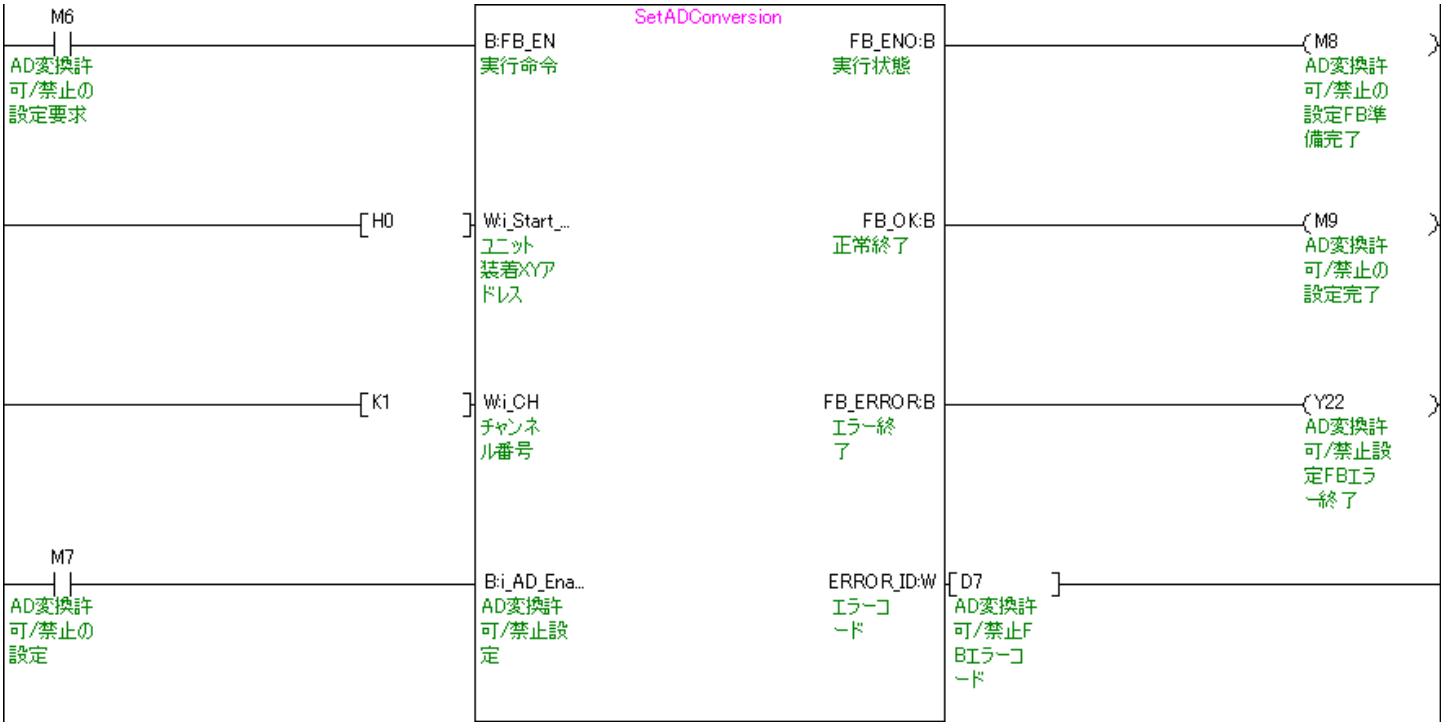 SetADConversion
M6
B:FB_EN
FB_ENO:B
M8
AD変換許
可/禁止の
設定要求
実行命令
実行状態
AD変換許
可/禁止の
設定FB準
備完了
H0
W:i_Start_...
FB_OK:B
M9
ユニット
装着XYア
ドレス
正常終了
AD変換許
可/禁止の
設定完了
K1
W:i_CH
FB_ERROR:B
Y22
チャンネ
ル番号
エラー終
了
AD変換許
可/禁止設
定FBエラ
ー終了
M7
B:i_AD_Ena...
ERROR_ID:W
D7
AD変換許
可/禁止の
設定
AD変換許
可/禁止設
定
エラーコ
ード
AD変換許
可/禁止F
Bエラーコ
ード